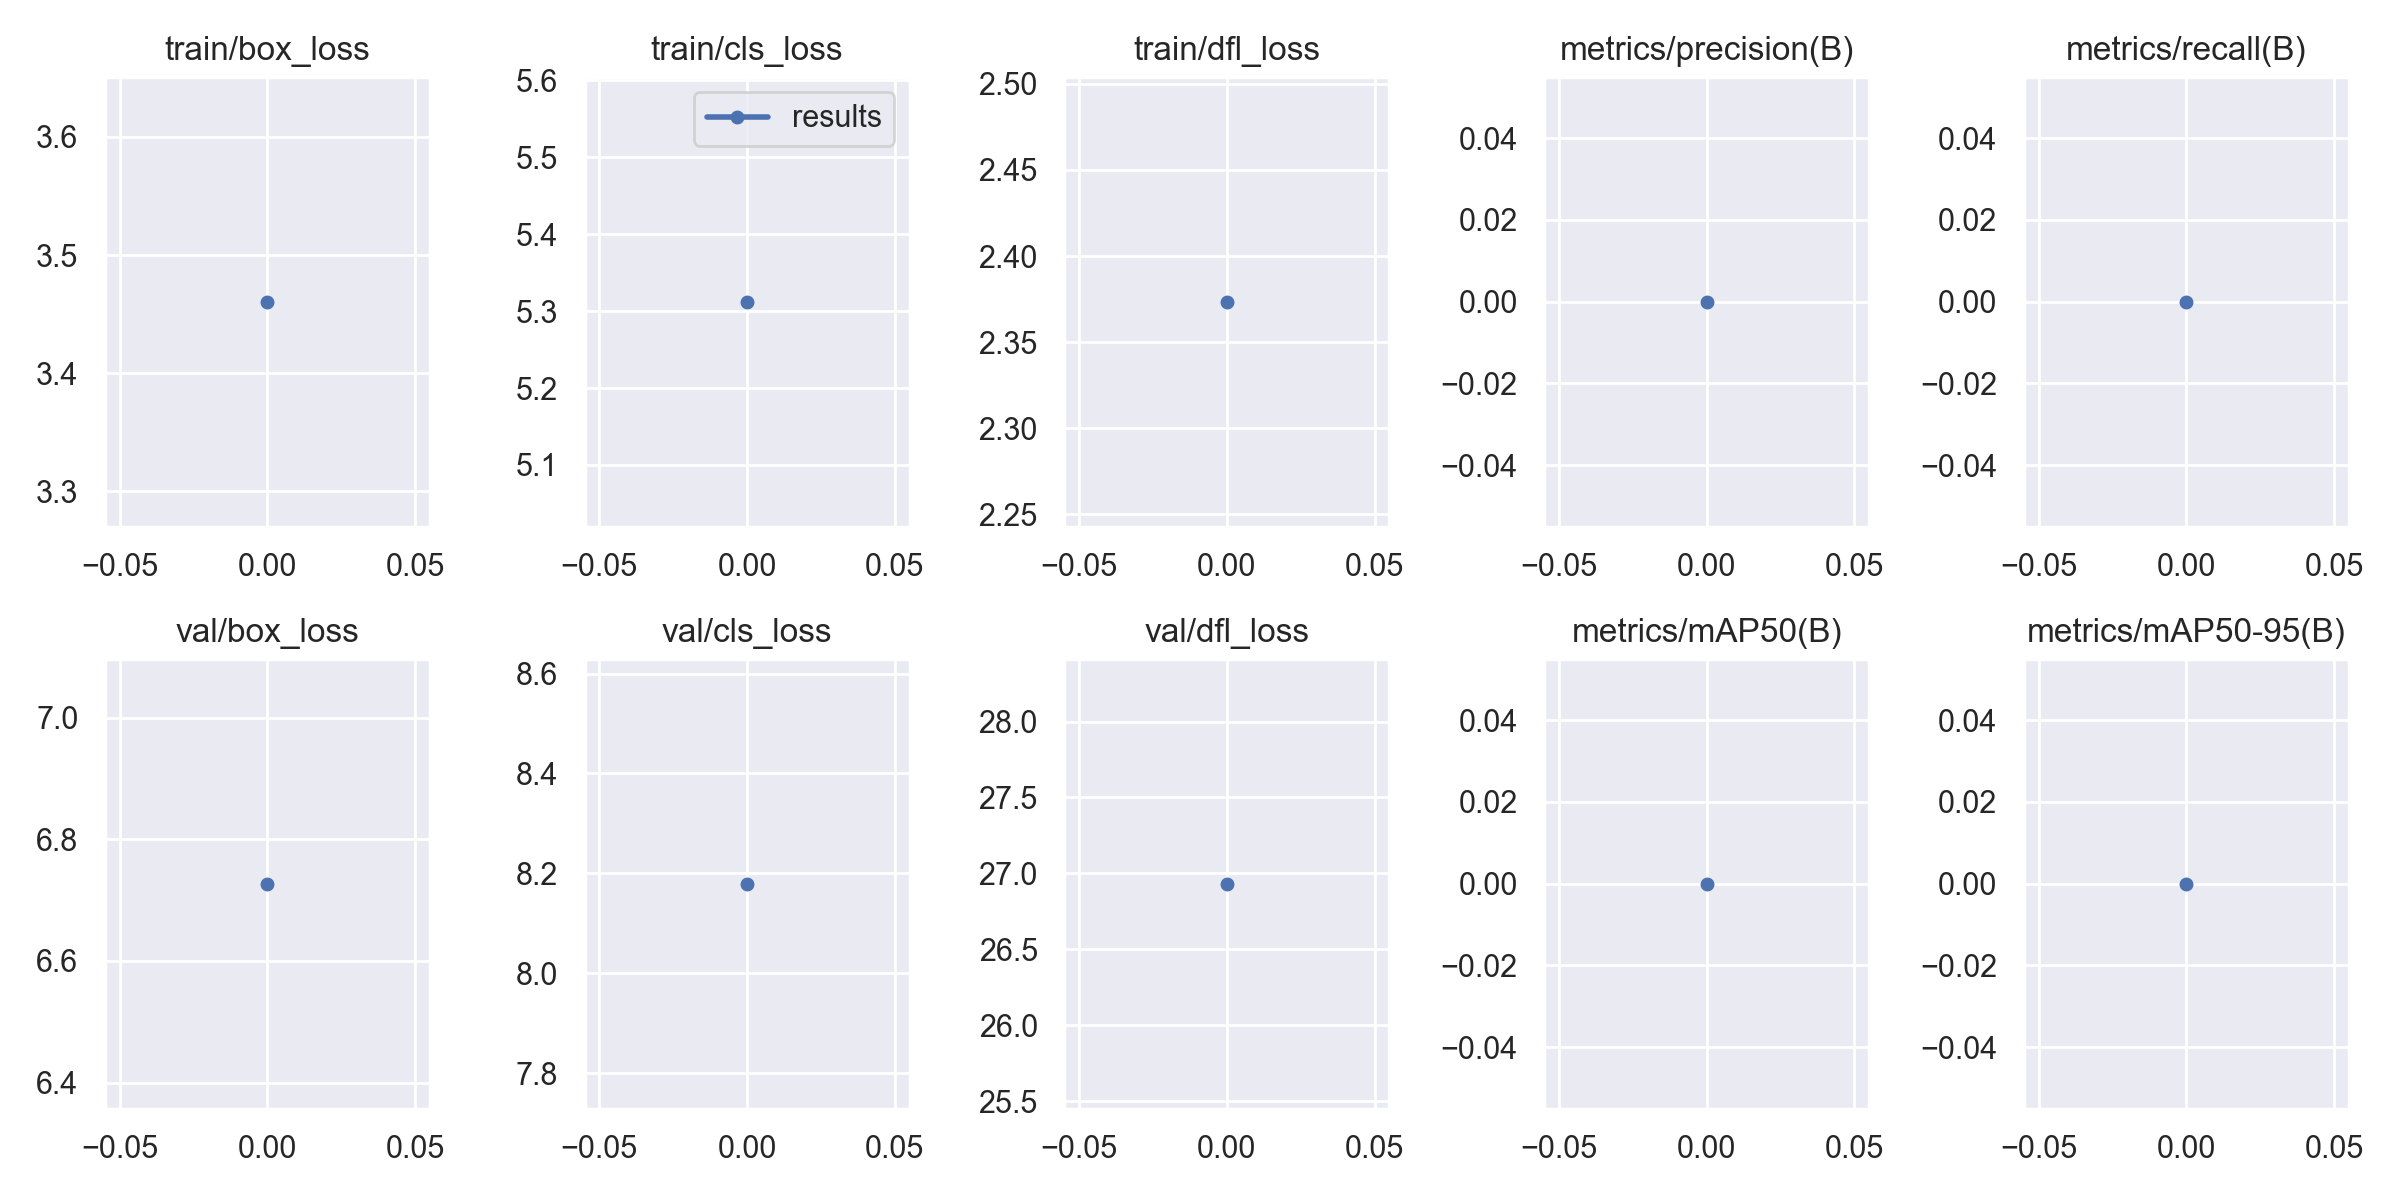 train/box_loss
3.6
3.5
3.4
3.3
−0.05 0.00 0.05
train/cls_loss
results
5.6
5.5
5.4
5.3
5.2
5.1
−0.05 0.00 0.05
train/dfl_loss
2.50
2.45
2.40
2.35
2.30
2.25
−0.05 0.00 0.05
metrics/precision(B)
0.04
0.02
0.00
−0.02
−0.04
−0.05 0.00 0.05
metrics/recall(B)
0.04
0.02
0.00
−0.02
−0.04
−0.05 0.00 0.05
val/box_loss
7.0
6.8
6.6
6.4
−0.05 0.00 0.05
val/cls_loss
8.6
8.4
8.2
8.0
7.8
−0.05 0.00 0.05
val/dfl_loss
28.0
27.5
27.0
26.5
26.0
25.5
−0.05 0.00 0.05
metrics/mAP50(B)
0.04
0.02
0.00
−0.02
−0.04
−0.05 0.00 0.05
metrics/mAP50-95(B)
0.04
0.02
0.00
−0.02
−0.04
−0.05 0.00 0.05